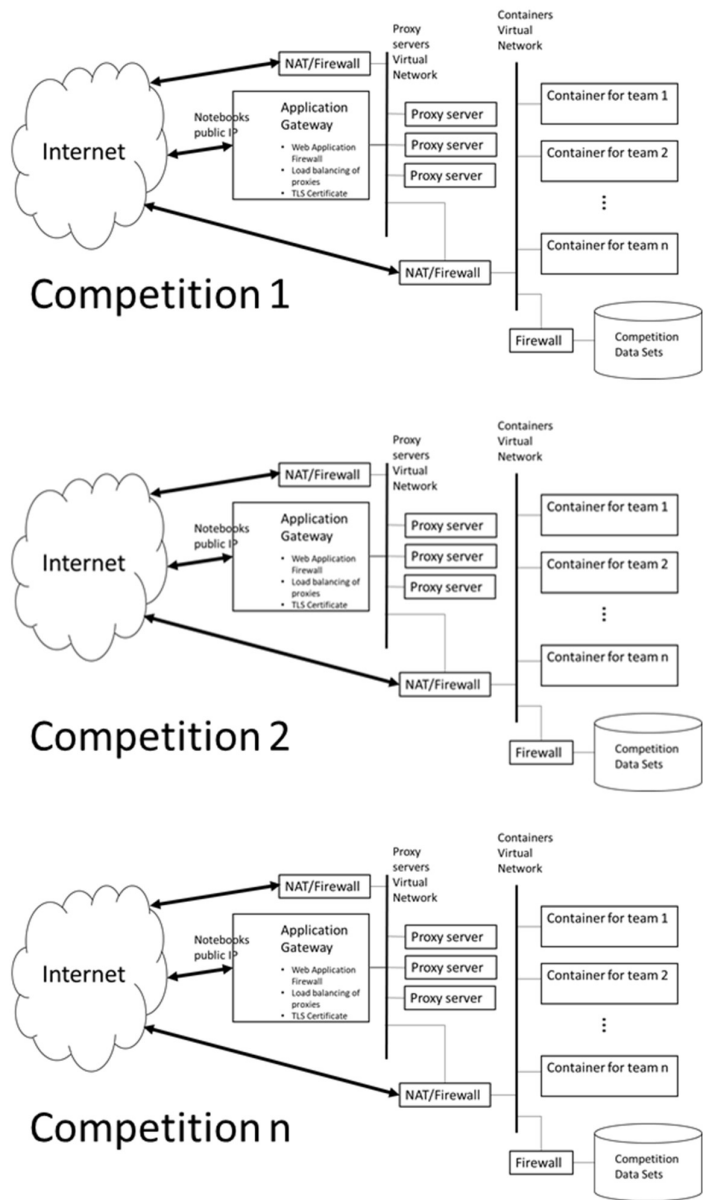 Proxy
servers
Virtual
Network
Containers
Virtual
Network
NAT/Firewall
Internet
Notebooks
public IP
Application
Gateway
• Web Application
Firewall
• Load balancing of
proxies
• TLS Certificate
Proxy server
Proxy server
Proxy server
Container for team 1
Container for team 2
...
Container for team n
NAT/Firewall
Competition 1
Firewall
Competition
Data Sets
Proxy
servers
Virtual
Network
Containers
Virtual
Network
NAT/Firewall
Internet
Notebooks
public IP
Application
Gateway
• Web Application
Firewall
• Load balancing of
proxies
• TLS Certificate
Proxy server
Proxy server
Proxy server
Container for team 1
Container for team 2
...
Container for team n
NAT/Firewall
Competition 2
Firewall
Competition
Data Sets
Proxy
servers
Virtual
Network
Containers
Virtual
Network
NAT/Firewall
Internet
Notebooks
public IP
Application
Gateway
• Web Application
Firewall
• Load balancing of
proxies
• TLS Certificate
Proxy server
Proxy server
Proxy server
Container for team 1
Container for team 2
...
Container for team n
NAT/Firewall
Competition n
Firewall
Competition
Data Sets